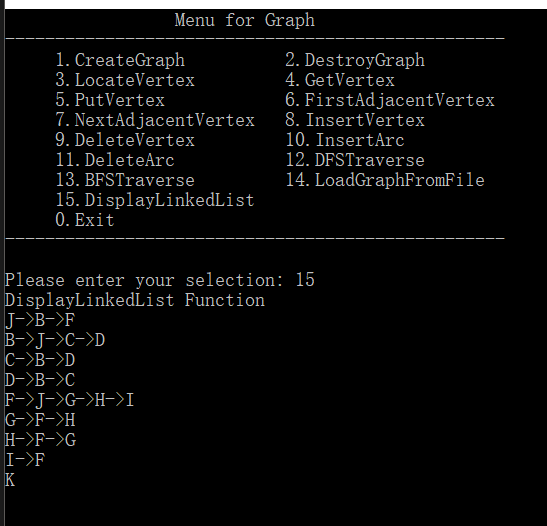 Menu for Graph
--------------------------------------------------
1.CreateGraph 2.DestroyGraph
3.LocateVertex 4.GetVertex
5.PutVertex 6.FirstAdjacentVertex
7.NextAdjacentVertex 8.InsertVertex
9.DeleteVertex 10.InsertArc
11.DeleteArc 12.DFSTraverse
13.BFSTraverse 14.LoadGraphFromFile
15.DisplayLinkedList
0.Exit
--------------------------------------------------
Please enter your selection: 15
DisplayLinkedList Function
J->B->F
B->J->C->D
C->B->D
D->B->C
F->J->G->H->I
G->F->H
H->F->G
I->F
K